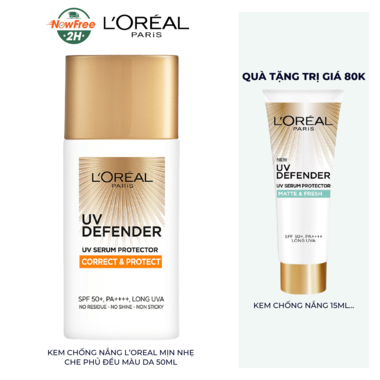 NowFree
2H
L'ORÉAL
PARIS
L'ORÉAL
PARIS
UV
DEFENDER
UV SERUM PROTECTOR
CORRECT & PROTECT
SPF 50+, PA++++, LONG UVA
NO RESIDUE - NO SHINE - NON STICKY
KEM CHỐNG NẮNG L'OREAL MỊN NHẸ
CHE PHỦ ĐỀU MÀU DA 50ML
QUÀ TẶNG TRỊ GIÁ 80K
L'ORÉAL
PARIS
NEW
UV
DEFENDER
UV SERUM PROTECTOR
MATTE & FRESH
SPF 50+, PA++++
LONG UVA
KEM CHỐNG NẮNG 15ML...